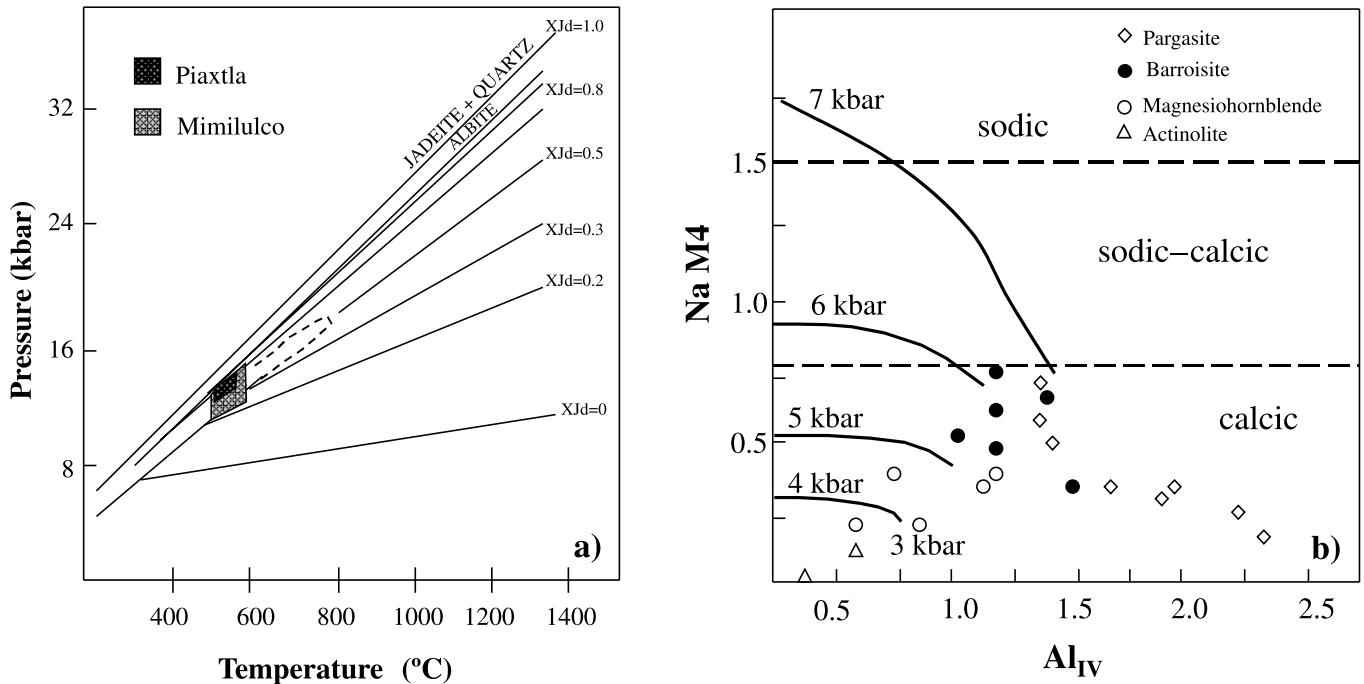 XJd=1.0
Piaxtla
Mimilulco
JADEITE + QUARTZ
ALBITE
XJd=0.8
XJd=0.5
XJd=0.3
XJd=0.2
XJd=0
32
24
16
8
Pressure (kbar)
a)
400 600 800 1000 1200 1400
Temperature (ºC)
Pargasite
Barroisite
Magnesiohornblende
Actinolite
7 kbar
sodic
1.5
sodic–calcic
1.0
6 kbar
calcic
5 kbar
0.5
4 kbar
3 kbar
Na M4
b)
0.5 1.0 1.5 2.0 2.5
AlIV